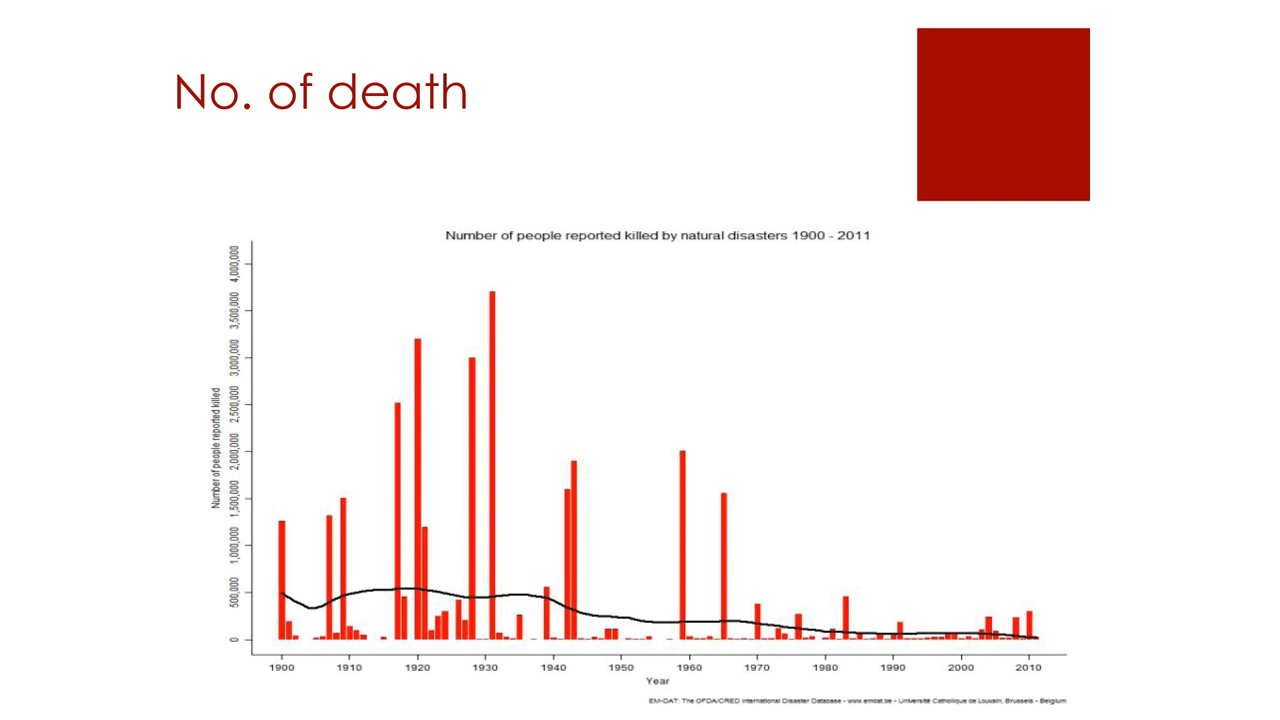 No. of death
Number of people reported killed by natural disasters 1900 - 2011
Number of people reported killed
4,000,000
3,500,000
3,000,000
2,500,000
2,000,000
1,500,000
1,000,000
500,000
0
1900 1910 1920 1930 1940 1950 1960 1970 1980 1990 2000 2010
Year
EM-DAT: The OFDA/CRED International Disaster Database - www.emdat.be - Université Catholique de Louvain, Brussels - Belgium